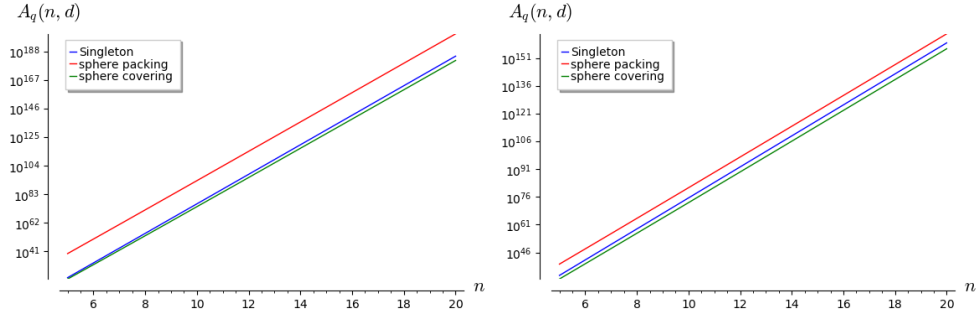 A_q(n, d)
10^188
10^167
10^146
10^125
10^104
10^83
10^62
10^41
Singleton
sphere packing
sphere covering
6 8 10 12 14 16 18 20 n
A_q(n, d)
10^151
10^136
10^121
10^106
10^91
10^76
10^61
10^46
Singleton
sphere packing
sphere covering
6 8 10 12 14 16 18 20 n